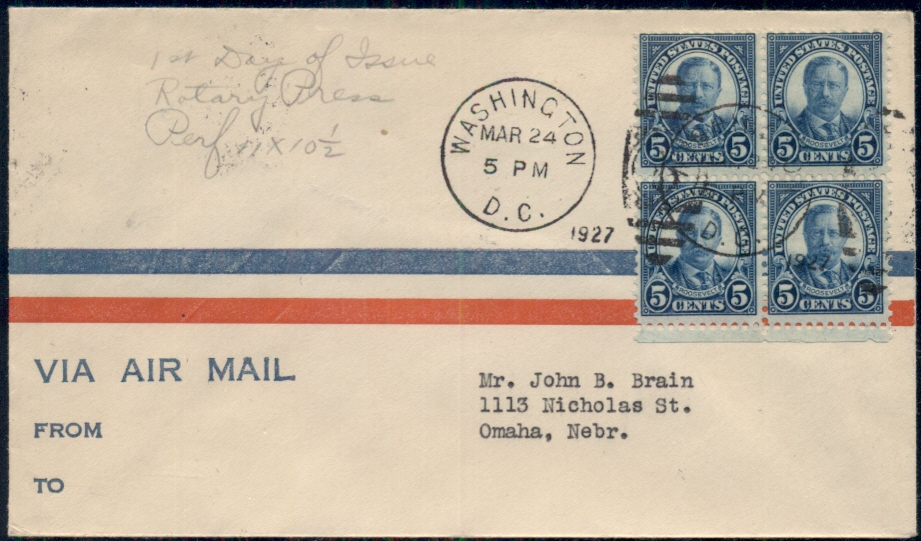 1st Day of Issue
Rotary Press
Perf 11 X 10 ½
WASHINGTON
MAR 24
5 PM
D.C.
1927
UNITED STATES POSTAGE
ROOSEVELT
5 CENTS 5
UNITED STATES POSTAGE
ROOSEVELT
5 CENTS 5
UNITED STATES POSTAGE
ROOSEVELT
5 CENTS 5
UNITED STATES POSTAGE
ROOSEVELT
5 CENTS 5
D.
1927
VIA AIR MAIL
FROM
TO
Mr. John B. Brain
1113 Nicholas St.
Omaha, Nebr.